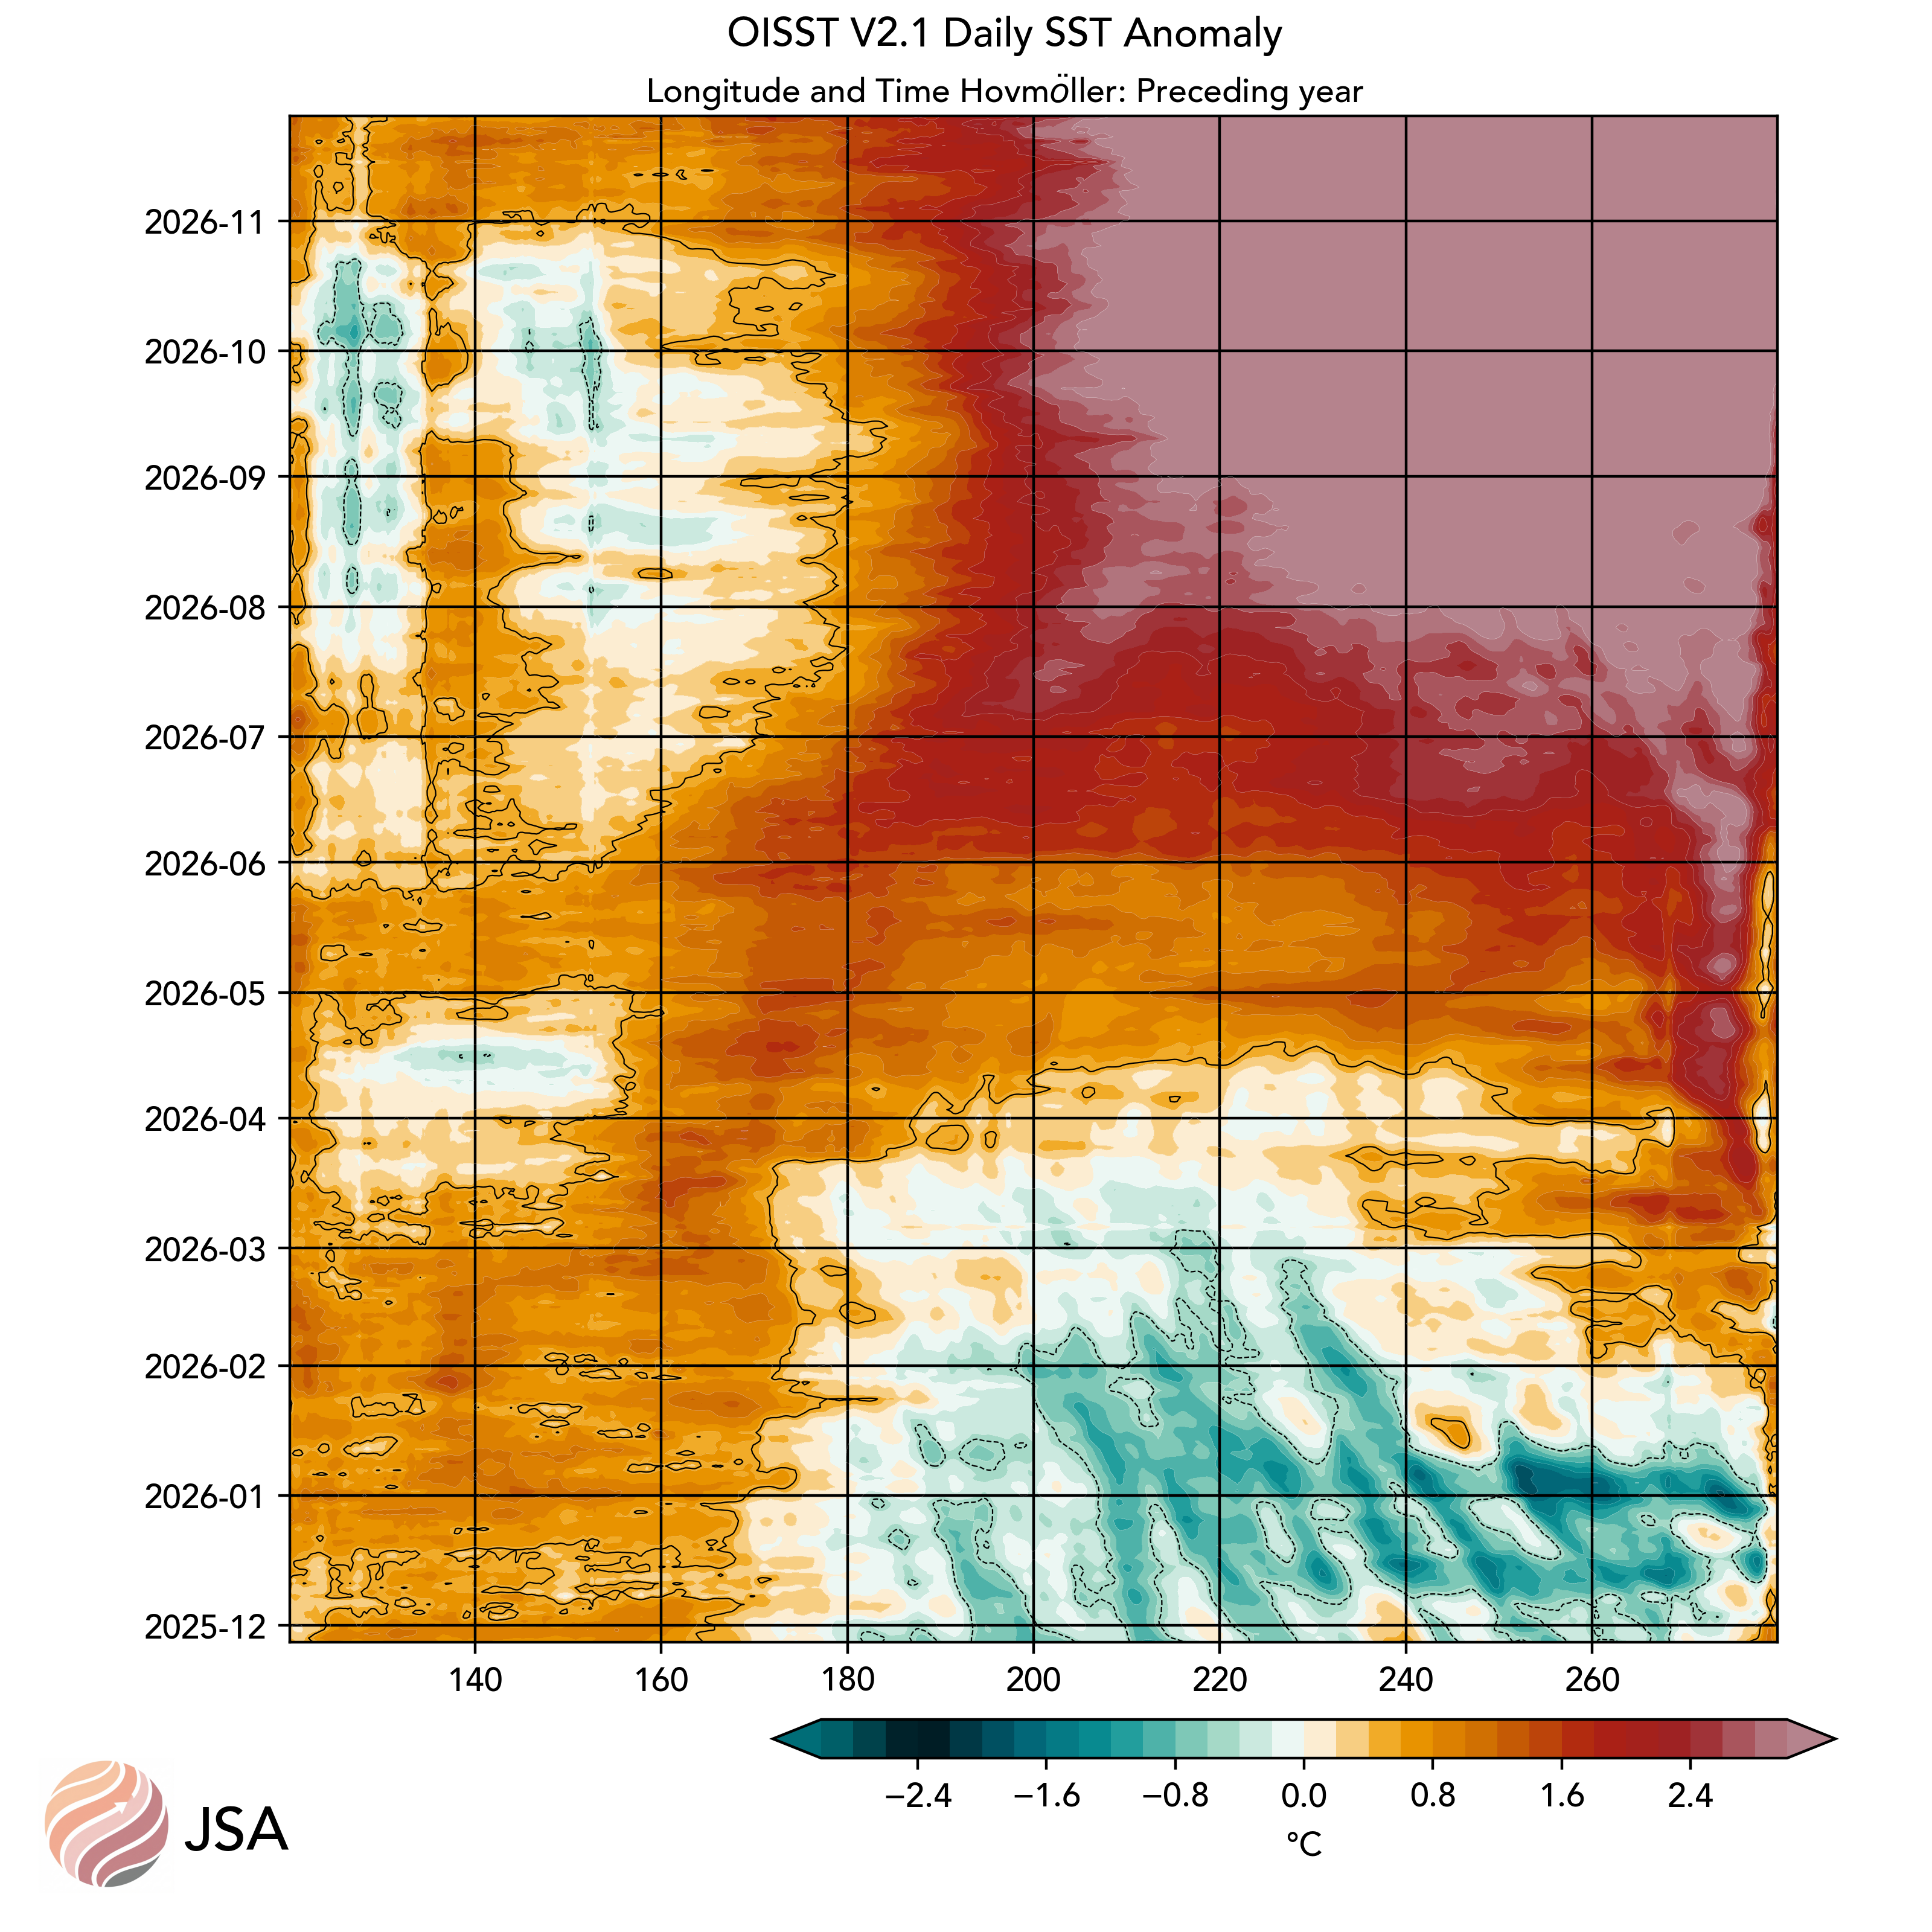 OISST V2.1 Daily SST Anomaly
Longitude and Time Hovmöller: Preceding year
2026-11
2026-10
2026-09
2026-08
2026-07
2026-06
2026-05
2026-04
2026-03
2026-02
2026-01
2025-12
140 160 180 200 220 240 260
−2.4 −1.6 −0.8 0.0 0.8 1.6 2.4
°C
JSA